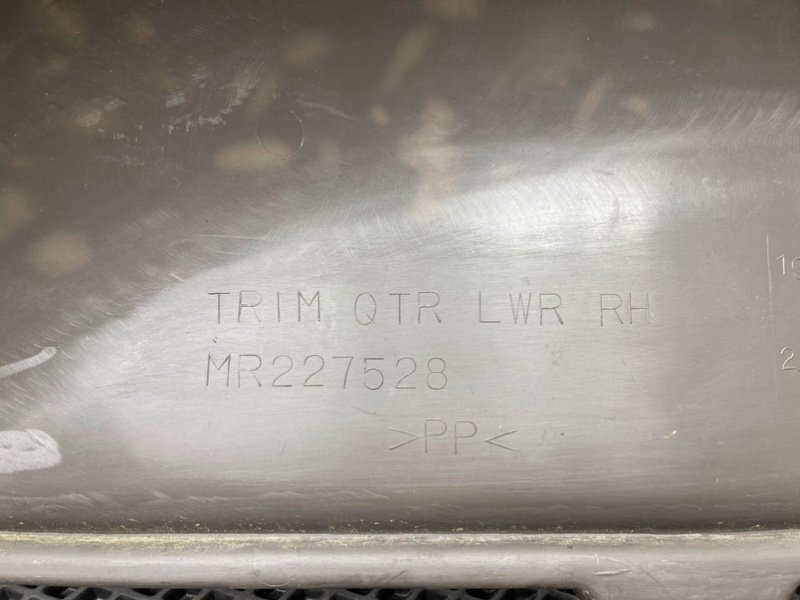 TRIM QTR LWR RH
MR227528
>PP<